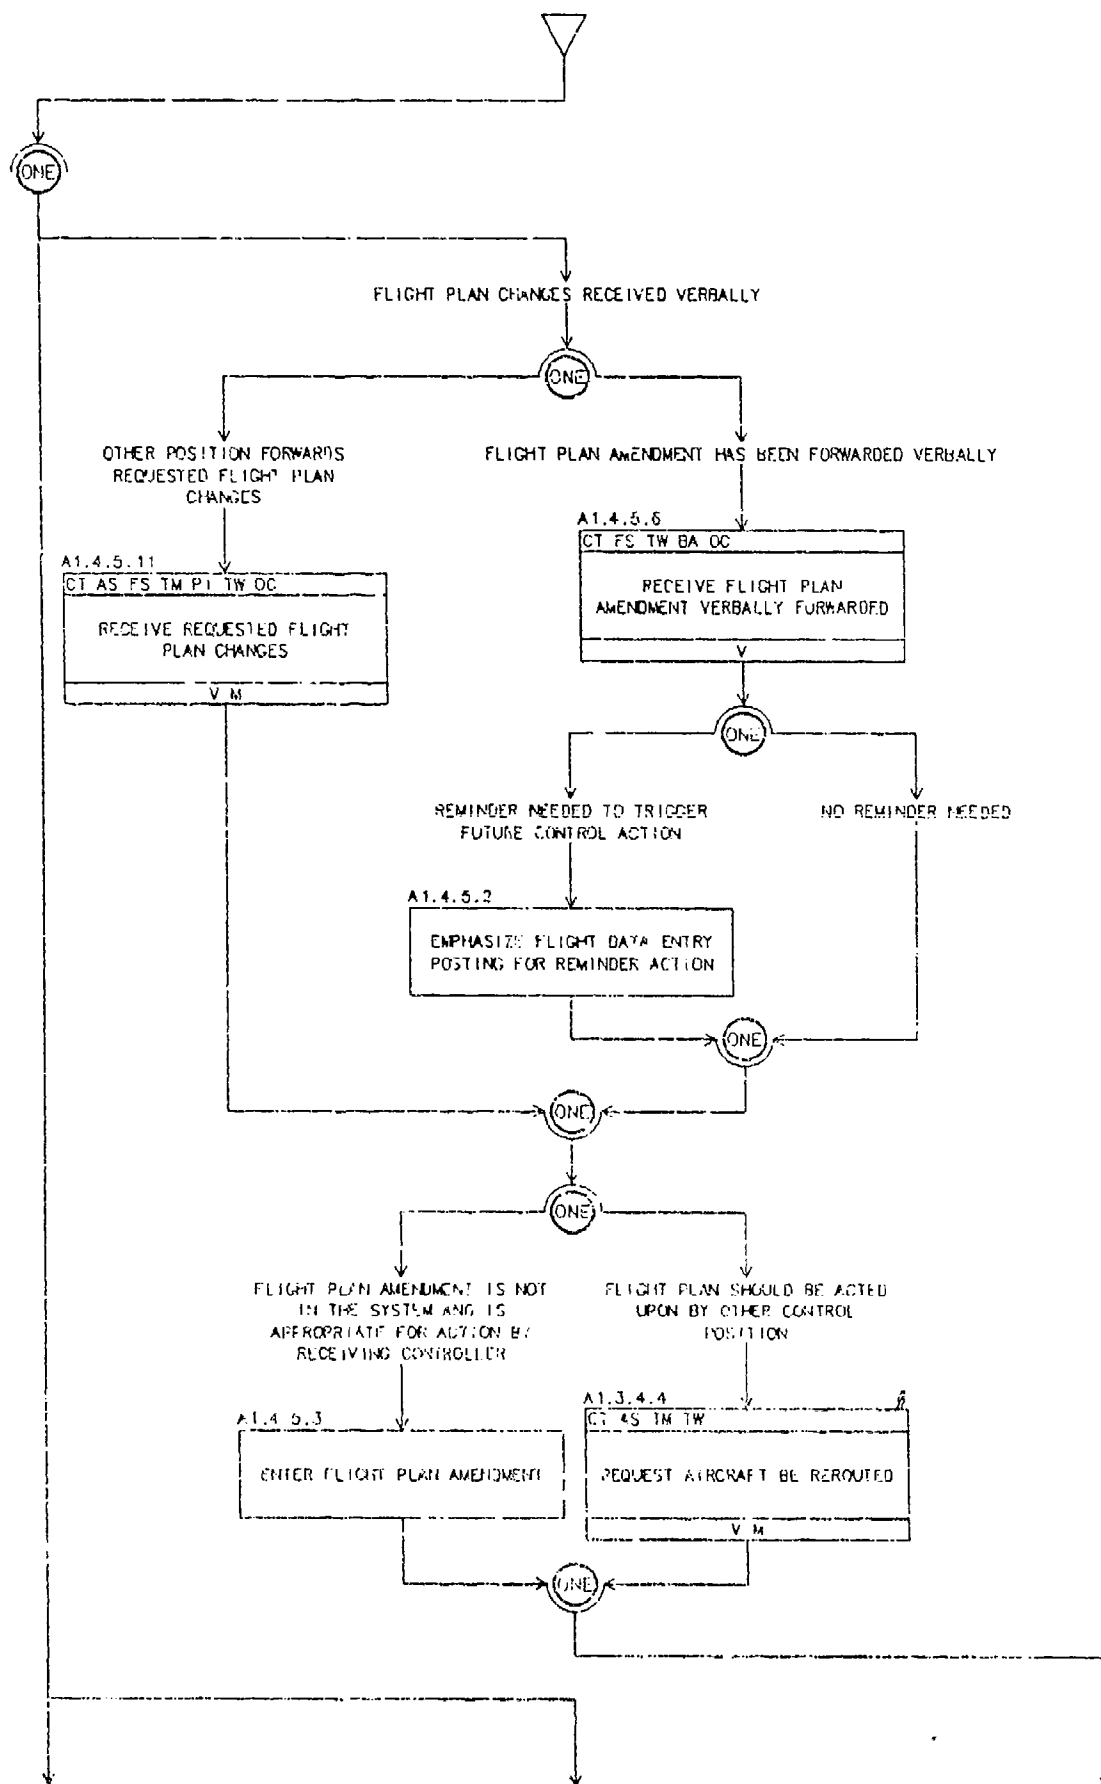 ONE
FLIGHT PLAN CHANGES RECEIVED VERBALLY
ONE
OTHER POSITION FORWARDS
REQUESTED FLIGHT PLAN
CHANGES
FLIGHT PLAN AMENDMENT HAS BEEN FORWARDED VERBALLY
A1.4.5.11
CT AS FS TM PT TW OC
RECEIVE REQUESTED FLIGHT
PLAN CHANGES
V M
A1.4.5.6
CT FS TW BA OC
RECEIVE FLIGHT PLAN
AMENDMENT VERBALLY FORWARDED
V
ONE
REMINDER NEEDED TO TRIGGER
FUTURE CONTROL ACTION
NO REMINDER NEEDED
A1.4.5.2
EMPHASIZE FLIGHT DATA ENTRY
POSTING FOR REMINDER ACTION
ONE
ONE
ONE
FLIGHT PLAN AMENDMENT IS NOT
IN THE SYSTEM AND IS
APPROPRIATE FOR ACTION BY
RECEIVING CONTROLLER
FLIGHT PLAN SHOULD BE ACTED
UPON BY OTHER CONTROL
POSITION
A1.4.5.3
ENTER FLIGHT PLAN AMENDMENT
A1.3.4.4
CT AS TM TW
REQUEST AIRCRAFT BE REROUTED
V M
ONE